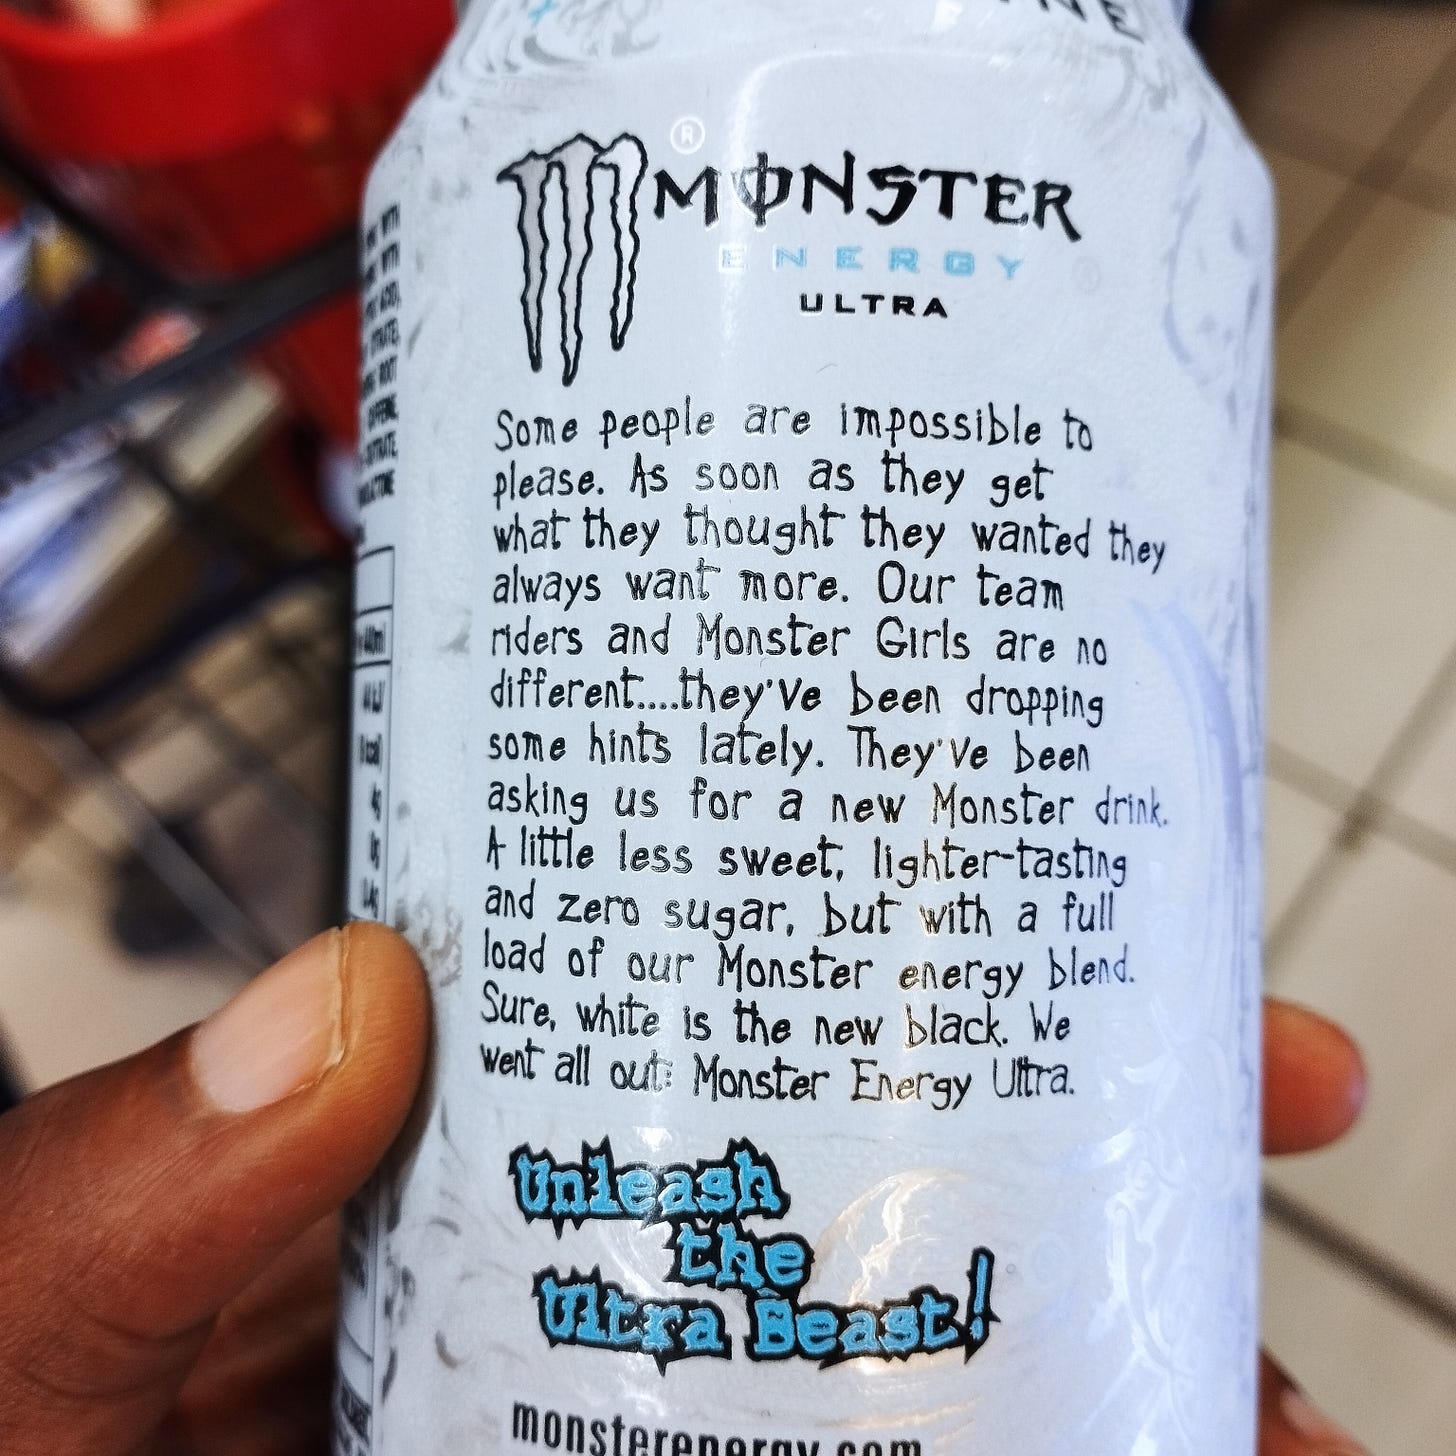 ®
MONSTER
ENERGY
ULTRA
Some people are impossible to
please. As soon as they get
what they thought they wanted they
always want more. Our team
riders and Monster Girls are no
different....they've been dropping
some hints lately. They've been
asking us for a new Monster drink.
A little less sweet, lighter-tasting
and zero sugar, but with a full
load of our Monster energy blend.
Sure, white is the new black. We
went all out: Monster Energy Ultra.
Unleash
the
Ultra Beast!
monsterenergy.com